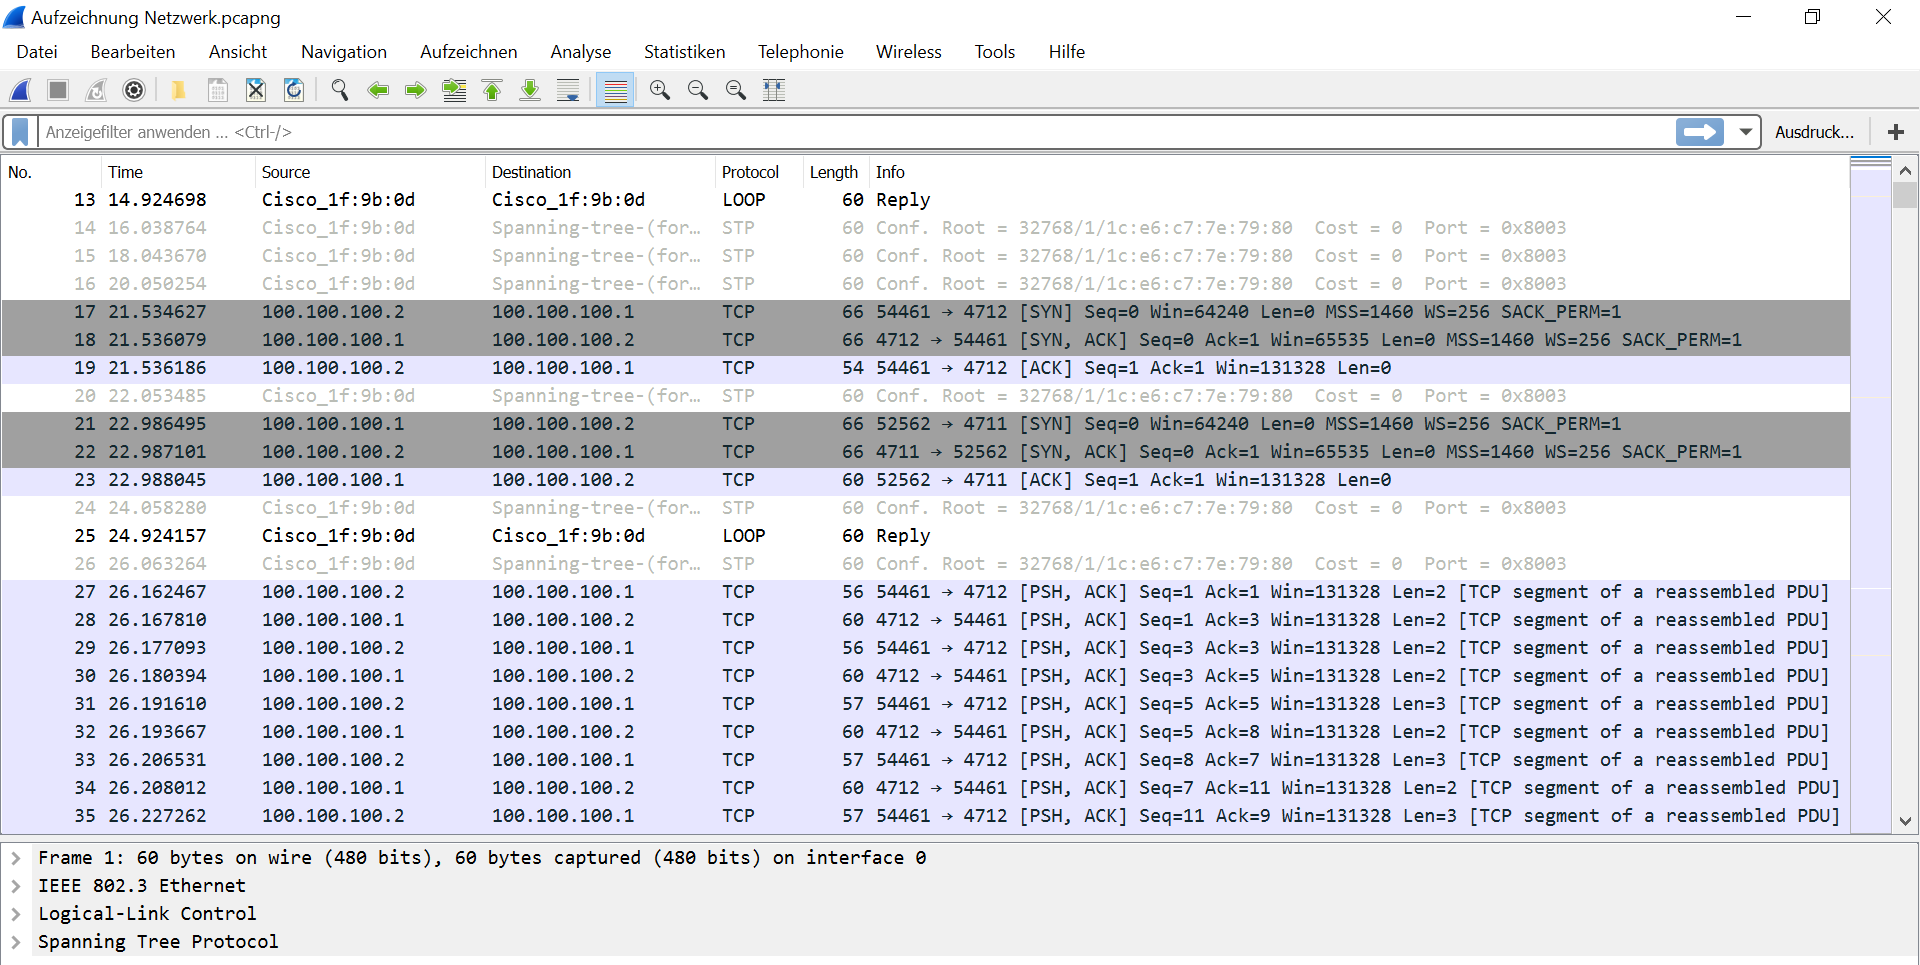 Aufzeichnung Netzwerk.pcapng
Datei Bearbeiten Ansicht Navigation Aufzeichnen Analyse Statistiken Telephonie Wireless Tools Hilfe
Anzeigefilter anwenden ... <Ctrl-/> Ausdruck... +
No. Time Source Destination Protocol Length Info
13 14.924698 Cisco_1f:9b:0d Cisco_1f:9b:0d LOOP 60 Reply
14 16.038764 Cisco_1f:9b:0d Spanning-tree-(for… STP 60 Conf. Root = 32768/1/1c:e6:c7:7e:79:80 Cost = 0 Port = 0x8003
15 18.043670 Cisco_1f:9b:0d Spanning-tree-(for… STP 60 Conf. Root = 32768/1/1c:e6:c7:7e:79:80 Cost = 0 Port = 0x8003
16 20.050254 Cisco_1f:9b:0d Spanning-tree-(for… STP 60 Conf. Root = 32768/1/1c:e6:c7:7e:79:80 Cost = 0 Port = 0x8003
17 21.534627 100.100.100.2 100.100.100.1 TCP 66 54461 → 4712 [SYN] Seq=0 Win=64240 Len=0 MSS=1460 WS=256 SACK_PERM=1
18 21.536079 100.100.100.1 100.100.100.2 TCP 66 4712 → 54461 [SYN, ACK] Seq=0 Ack=1 Win=65535 Len=0 MSS=1460 WS=256 SACK_PERM=1
19 21.536186 100.100.100.2 100.100.100.1 TCP 54 54461 → 4712 [ACK] Seq=1 Ack=1 Win=131328 Len=0
20 22.053485 Cisco_1f:9b:0d Spanning-tree-(for… STP 60 Conf. Root = 32768/1/1c:e6:c7:7e:79:80 Cost = 0 Port = 0x8003
21 22.986495 100.100.100.1 100.100.100.2 TCP 66 52562 → 4711 [SYN] Seq=0 Win=64240 Len=0 MSS=1460 WS=256 SACK_PERM=1
22 22.987101 100.100.100.2 100.100.100.1 TCP 66 4711 → 52562 [SYN, ACK] Seq=0 Ack=1 Win=65535 Len=0 MSS=1460 WS=256 SACK_PERM=1
23 22.988045 100.100.100.1 100.100.100.2 TCP 60 52562 → 4711 [ACK] Seq=1 Ack=1 Win=131328 Len=0
24 24.058280 Cisco_1f:9b:0d Spanning-tree-(for… STP 60 Conf. Root = 32768/1/1c:e6:c7:7e:79:80 Cost = 0 Port = 0x8003
25 24.924157 Cisco_1f:9b:0d Cisco_1f:9b:0d LOOP 60 Reply
26 26.063264 Cisco_1f:9b:0d Spanning-tree-(for… STP 60 Conf. Root = 32768/1/1c:e6:c7:7e:79:80 Cost = 0 Port = 0x8003
27 26.162467 100.100.100.2 100.100.100.1 TCP 56 54461 → 4712 [PSH, ACK] Seq=1 Ack=1 Win=131328 Len=2 [TCP segment of a reassembled PDU]
28 26.167810 100.100.100.1 100.100.100.2 TCP 60 4712 → 54461 [PSH, ACK] Seq=1 Ack=3 Win=131328 Len=2 [TCP segment of a reassembled PDU]
29 26.177093 100.100.100.2 100.100.100.1 TCP 56 54461 → 4712 [PSH, ACK] Seq=3 Ack=3 Win=131328 Len=2 [TCP segment of a reassembled PDU]
30 26.180394 100.100.100.1 100.100.100.2 TCP 60 4712 → 54461 [PSH, ACK] Seq=3 Ack=5 Win=131328 Len=2 [TCP segment of a reassembled PDU]
31 26.191610 100.100.100.2 100.100.100.1 TCP 57 54461 → 4712 [PSH, ACK] Seq=5 Ack=5 Win=131328 Len=3 [TCP segment of a reassembled PDU]
32 26.193667 100.100.100.1 100.100.100.2 TCP 60 4712 → 54461 [PSH, ACK] Seq=5 Ack=8 Win=131328 Len=2 [TCP segment of a reassembled PDU]
33 26.206531 100.100.100.2 100.100.100.1 TCP 57 54461 → 4712 [PSH, ACK] Seq=8 Ack=7 Win=131328 Len=3 [TCP segment of a reassembled PDU]
34 26.208012 100.100.100.1 100.100.100.2 TCP 60 4712 → 54461 [PSH, ACK] Seq=7 Ack=11 Win=131328 Len=2 [TCP segment of a reassembled PDU]
35 26.227262 100.100.100.2 100.100.100.1 TCP 57 54461 → 4712 [PSH, ACK] Seq=11 Ack=9 Win=131328 Len=3 [TCP segment of a reassembled PDU]
Frame 1: 60 bytes on wire (480 bits), 60 bytes captured (480 bits) on interface 0
IEEE 802.3 Ethernet
Logical-Link Control
Spanning Tree Protocol